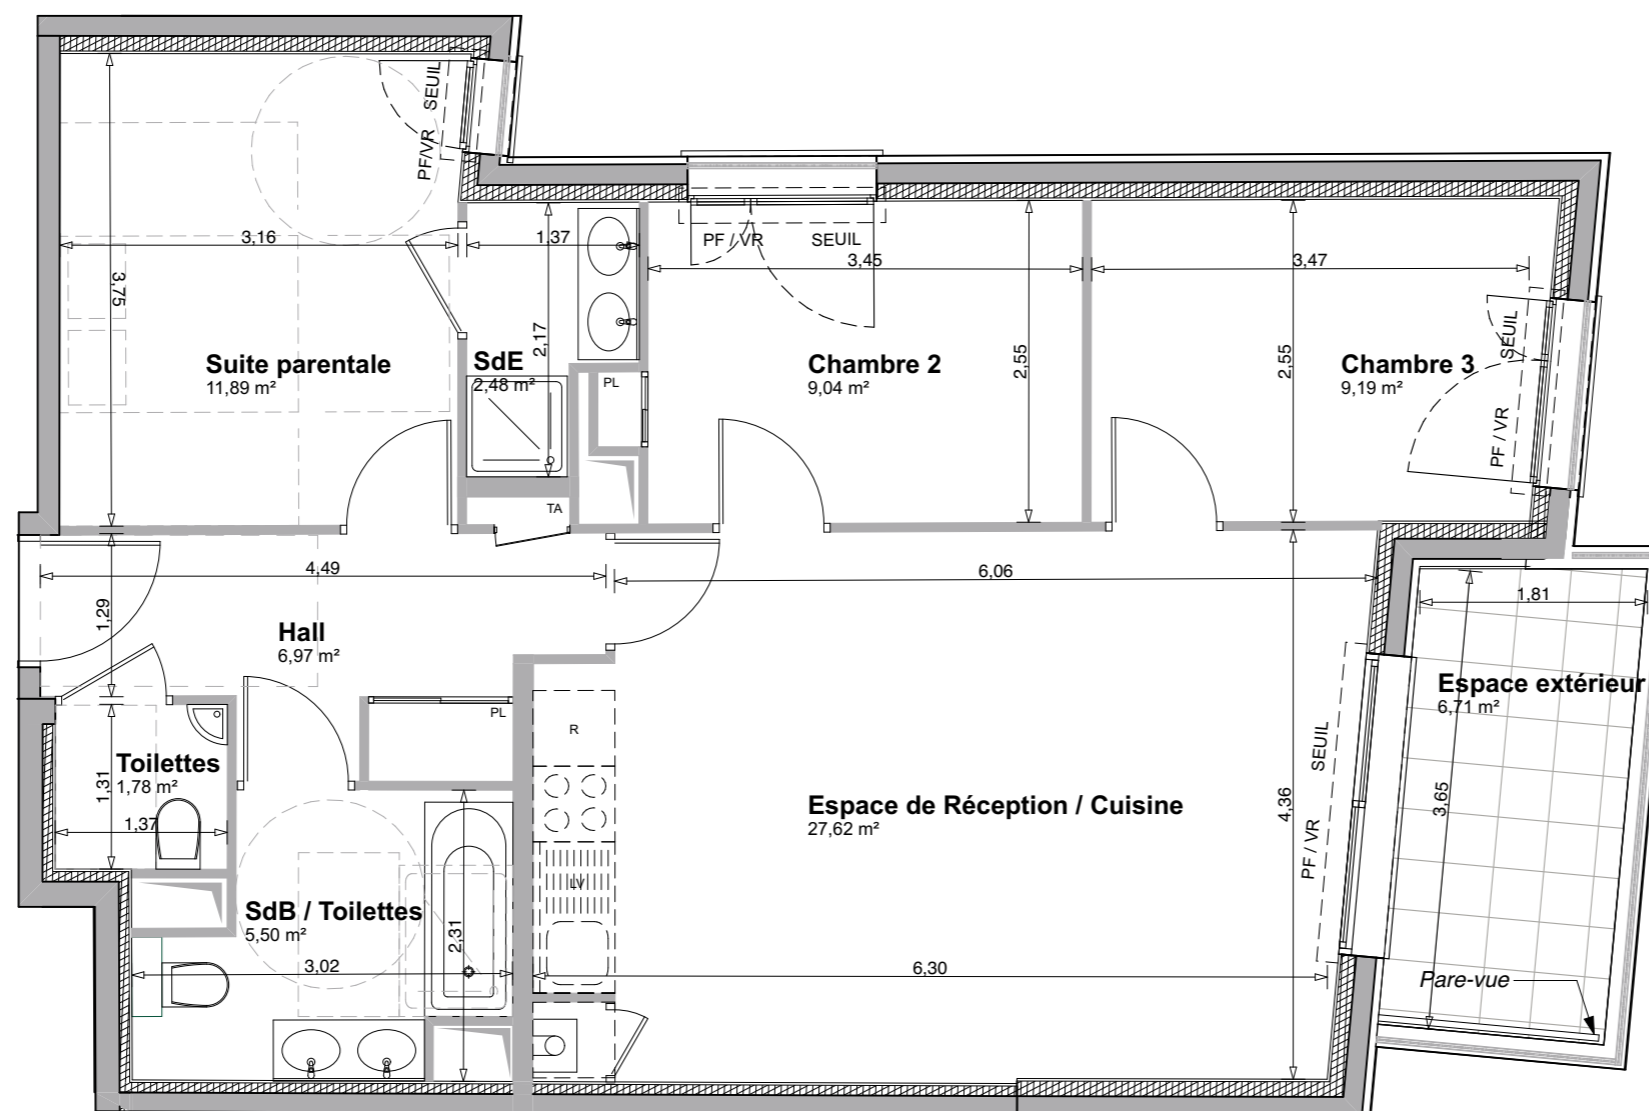 SEUIL
PF/VR
3,16
1,37
3,75
2,17
PF / VR
SEUIL
3,45
3,47
2,55
2,55
SEUIL
PF / VR
Suite parentale
11,89 m²
SdE
2,48 m²
PL
Chambre 2
9,04 m²
Chambre 3
9,19 m²
TA
4,49
6,06
1,81
1,29
Hall
6,97 m²
PL
R
Espace extérieur
6,71 m²
SEUIL
PF / VR
Toilettes
1,78 m²
1,31
1,37
Espace de Réception / Cuisine
27,62 m²
4,36
3,65
LV
SdB / Toilettes
5,50 m²
2,31
3,02
6,30
Pare-vue